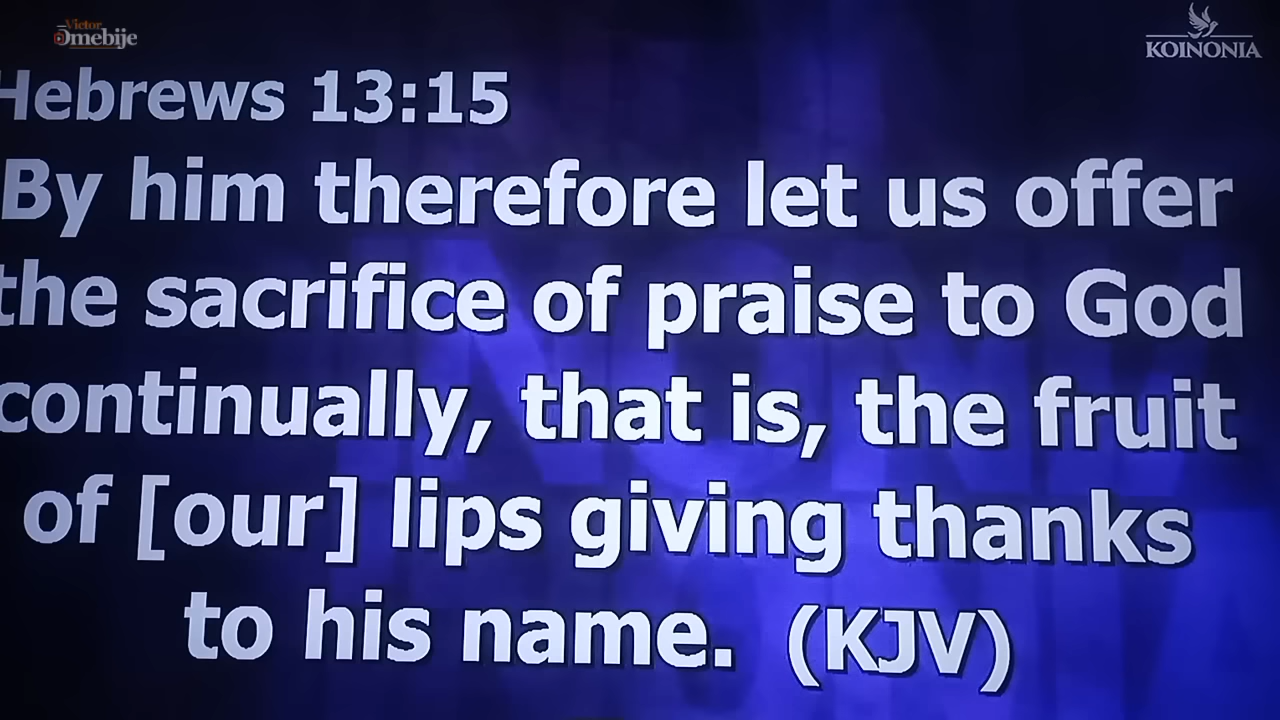 Victor
Omebije
KOINONIA
Hebrews 13:15
By him therefore let us offer
the sacrifice of praise to God
continually, that is, the fruit
of [our] lips giving thanks
to his name. (KJV)